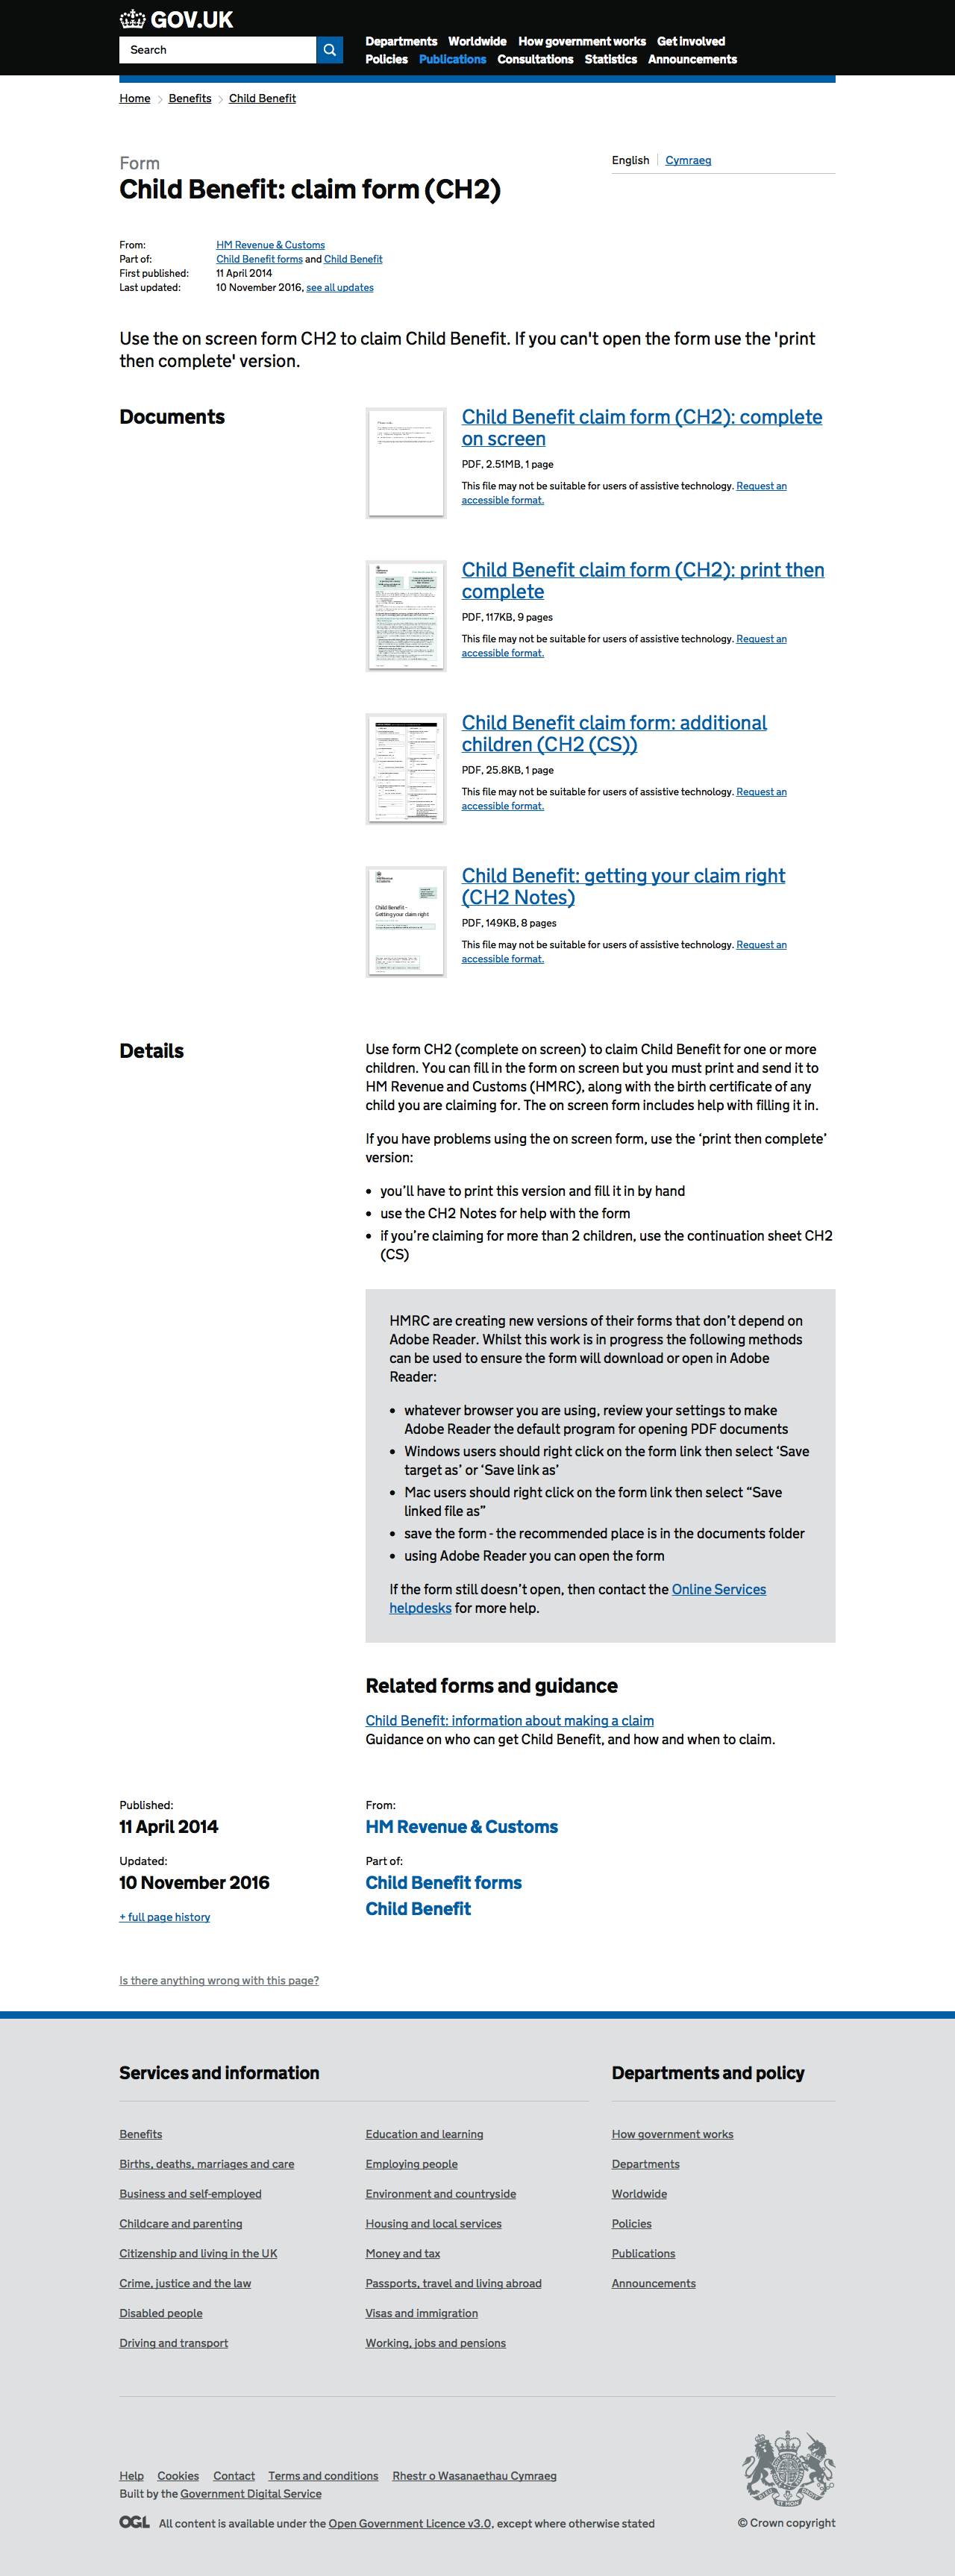 GOV.UK
Search
Departments Worldwide How government works Get involved
Policies Publications Consultations Statistics Announcements
Home > Benefits > Child Benefit
English | Cymraeg
Form
Child Benefit: claim form (CH2)
From: HM Revenue & Customs
Part of: Child Benefit forms and Child Benefit
First published: 11 April 2014
Last updated: 10 November 2016, see all updates
Use the on screen form CH2 to claim Child Benefit. If you can't open the form use the 'print
then complete' version.
Documents
Child Benefit claim form (CH2): complete
on screen
PDF, 2.51MB, 1 page
This file may not be suitable for users of assistive technology. Request an
accessible format.
Child Benefit claim form (CH2): print then
complete
PDF, 117KB, 9 pages
This file may not be suitable for users of assistive technology. Request an
accessible format.
Child Benefit claim form: additional
children (CH2 (CS))
PDF, 25.8KB, 1 page
This file may not be suitable for users of assistive technology. Request an
accessible format.
Child Benefit –
Getting your claim right
Child Benefit: getting your claim right
(CH2 Notes)
PDF, 149KB, 8 pages
This file may not be suitable for users of assistive technology. Request an
accessible format.
Details
Use form CH2 (complete on screen) to claim Child Benefit for one or more
children. You can fill in the form on screen but you must print and send it to
HM Revenue and Customs (HMRC), along with the birth certificate of any
child you are claiming for. The on screen form includes help with filling it in.
If you have problems using the on screen form, use the ‘print then complete’
version:
• you’ll have to print this version and fill it in by hand
• use the CH2 Notes for help with the form
• if you’re claiming for more than 2 children, use the continuation sheet CH2
(CS)
HMRC are creating new versions of their forms that don’t depend on
Adobe Reader. Whilst this work is in progress the following methods
can be used to ensure the form will download or open in Adobe
Reader:
• whatever browser you are using, review your settings to make
Adobe Reader the default program for opening PDF documents
• Windows users should right click on the form link then select ‘Save
target as’ or ‘Save link as’
• Mac users should right click on the form link then select “Save
linked file as”
• save the form - the recommended place is in the documents folder
• using Adobe Reader you can open the form
If the form still doesn’t open, then contact the Online Services
helpdesks for more help.
Related forms and guidance
Child Benefit: information about making a claim
Guidance on who can get Child Benefit, and how and when to claim.
Published:
11 April 2014
Updated:
10 November 2016
+ full page history
From:
HM Revenue & Customs
Part of:
Child Benefit forms
Child Benefit
Is there anything wrong with this page?
Services and information
Benefits
Births, deaths, marriages and care
Business and self-employed
Childcare and parenting
Citizenship and living in the UK
Crime, justice and the law
Disabled people
Driving and transport
Education and learning
Employing people
Environment and countryside
Housing and local services
Money and tax
Passports, travel and living abroad
Visas and immigration
Working, jobs and pensions
Departments and policy
How government works
Departments
Worldwide
Policies
Publications
Announcements
Help Cookies Contact Terms and conditions Rhestr o Wasanaethau Cymraeg
Built by the Government Digital Service
OGL All content is available under the Open Government Licence v3.0, except where otherwise stated
© Crown copyright